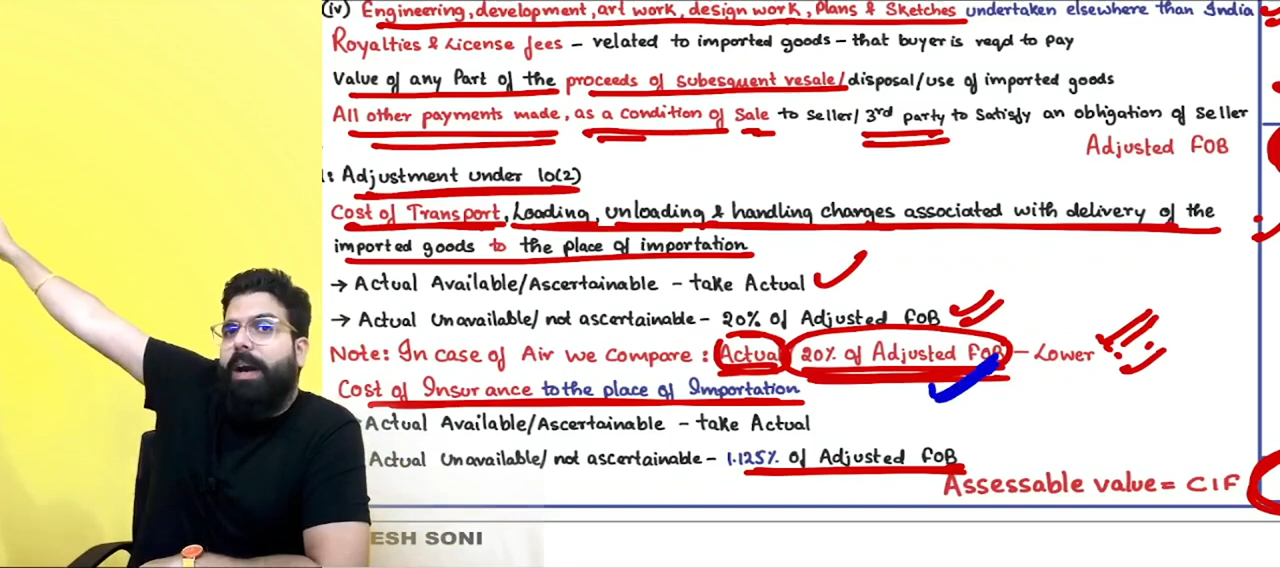 (iv) Engineering, development, art work, design work, Plans & Sketches undertaken elsewhere than India
Royalties & License fees – related to imported goods – that buyer is reqd to pay
Value of any Part of the proceeds of subesquent resale/disposal/use of imported goods
All other payments made, as a condition of Sale to seller/ 3rd party to Satisfy an obligation of Seller
Adjusted FOB
: Adjustment under 10(2)
Cost of Transport, Loading, unloading & handling charges associated with delivery of the
imported goods to the place of importation
→ Actual Available/Ascertainable – take Actual
→ Actual Unavailable/ not ascertainable – 20% of Adjusted FOB
Note: In case of Air we Compare: Actual 20% of Adjusted FOB – Lower
Cost of Insurance to the place of Importation
Actual Available/Ascertainable – take Actual
Actual Unavailable/ not ascertainable – 1.125% of Adjusted FOB
Assessable value = CIF
ESH SONI